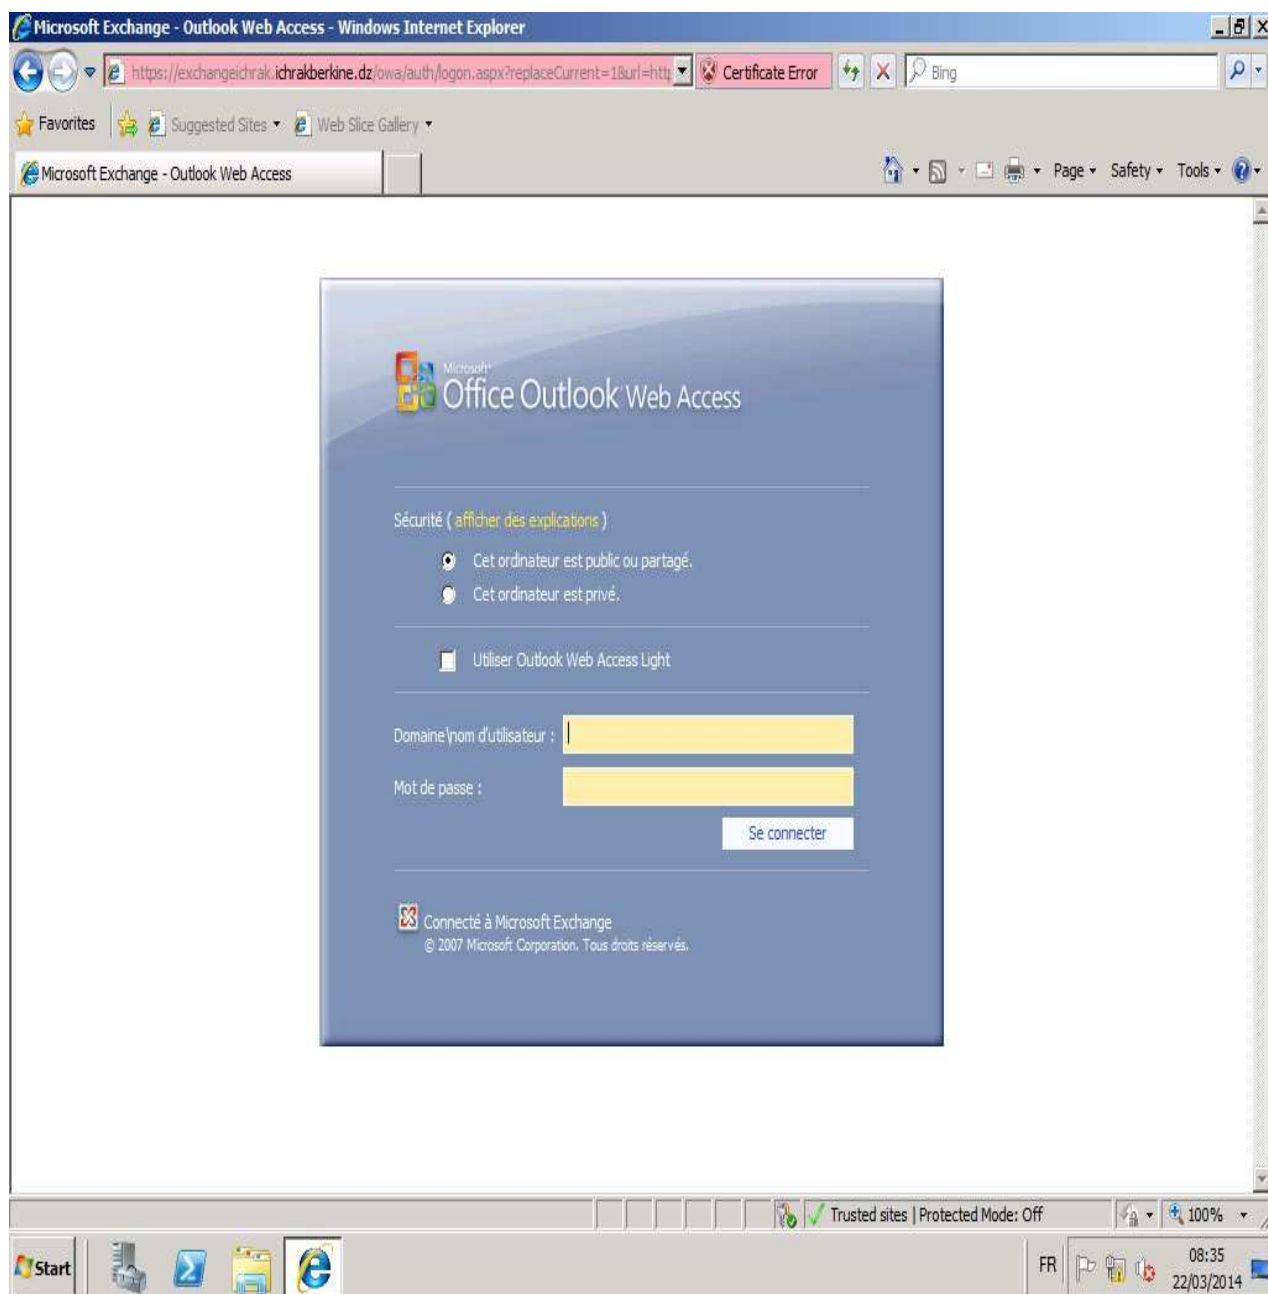 Microsoft Exchange - Outlook Web Access - Windows Internet Explorer
https://exchangeichrak.ichrakberkine.dz/owa/auth/logon.aspx?replaceCurrent=1&url=http
Certificate Error
Bing
Favorites
Suggested Sites
Web Slice Gallery
Microsoft Exchange - Outlook Web Access
Page
Safety
Tools
Microsoft
Office Outlook Web Access
Sécurité ( afficher des explications )
Cet ordinateur est public ou partagé.
Cet ordinateur est privé.
Utiliser Outlook Web Access Light
Domaine\nom d'utilisateur :
Mot de passe :
Se connecter
Connecté à Microsoft Exchange
© 2007 Microsoft Corporation. Tous droits réservés.
Trusted sites | Protected Mode: Off
100%
Start
FR
08:35
22/03/2014